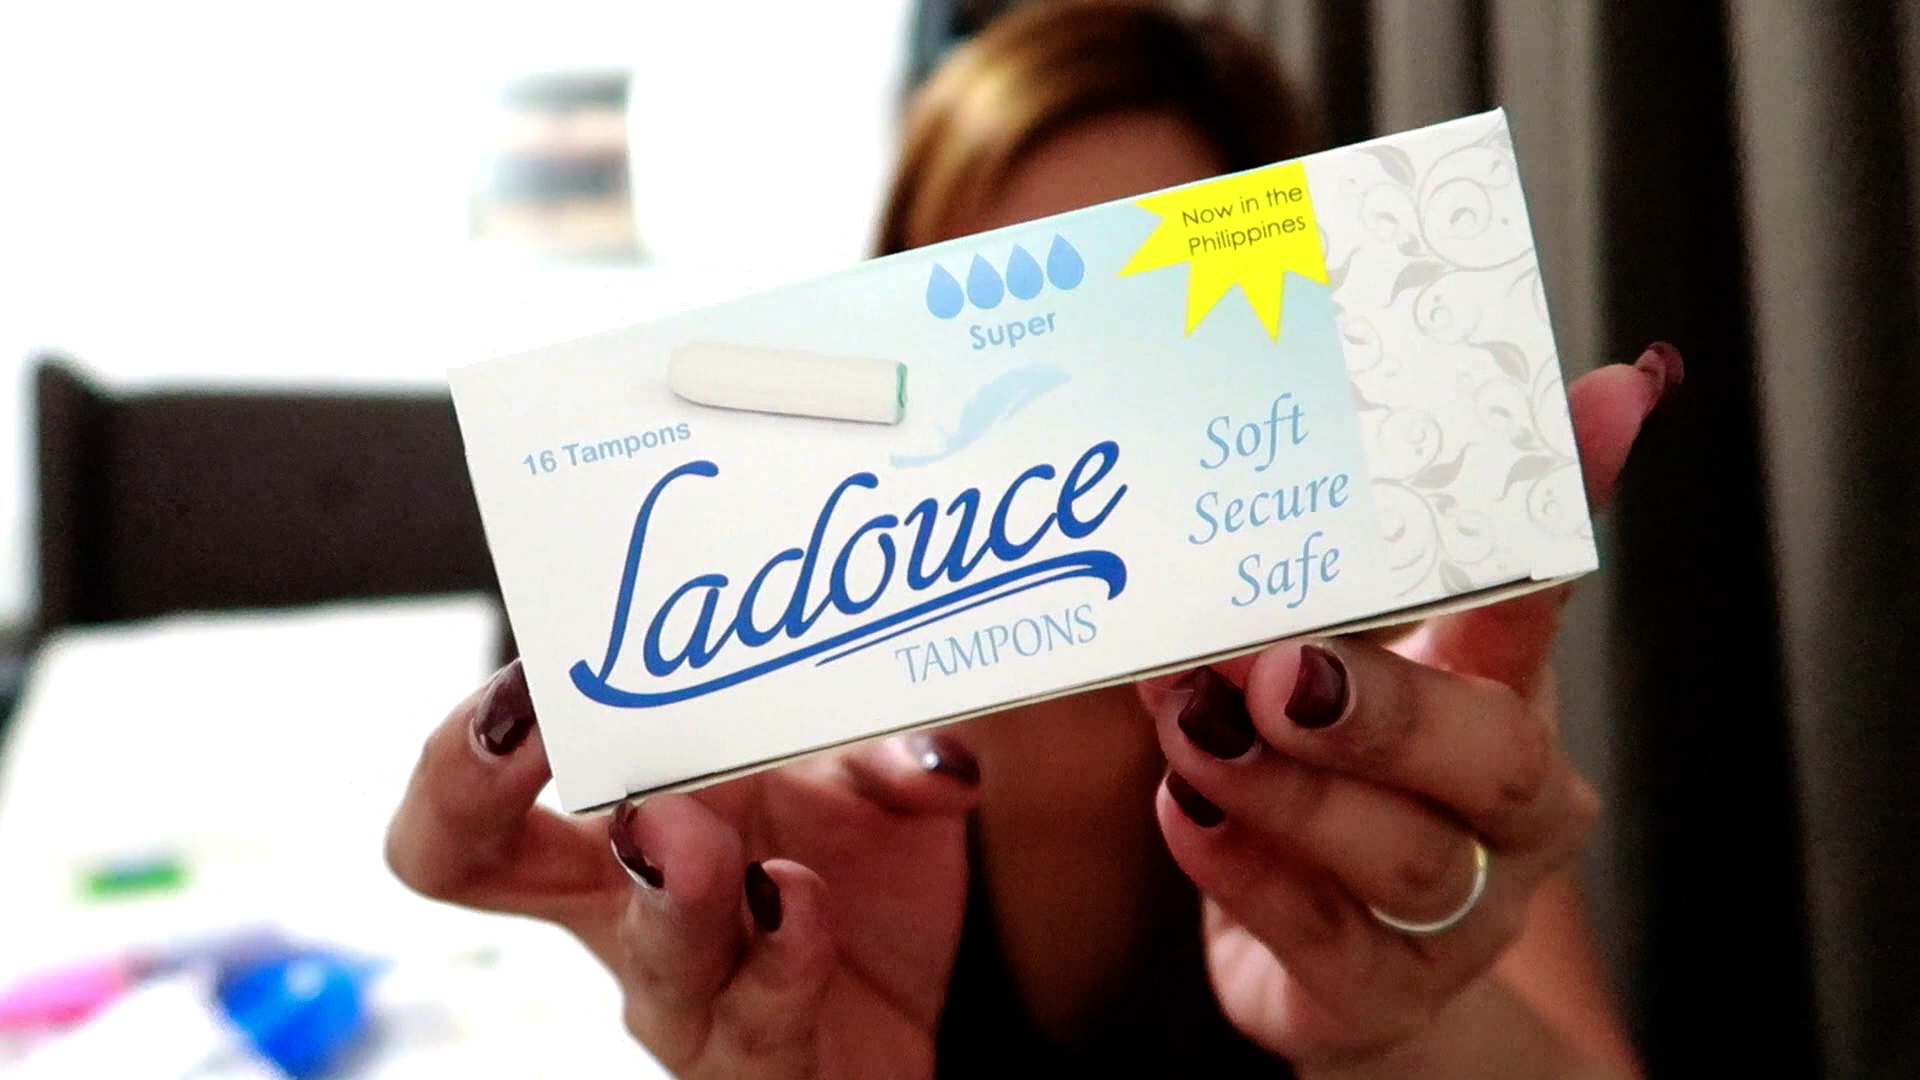 Now in the
Philippines
Super
16 Tampons
Ladouce
TAMPONS
Soft
Secure
Safe